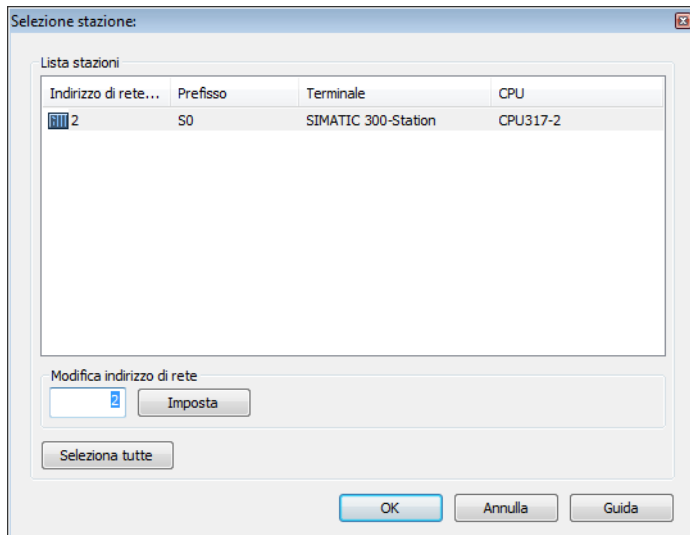 Selezione stazione:
Lista stazioni
Indirizzo di rete... Prefisso Terminale CPU
2 S0 SIMATIC 300-Station CPU317-2
Modifica indirizzo di rete
2 Imposta
Seleziona tutte
OK Annulla Guida